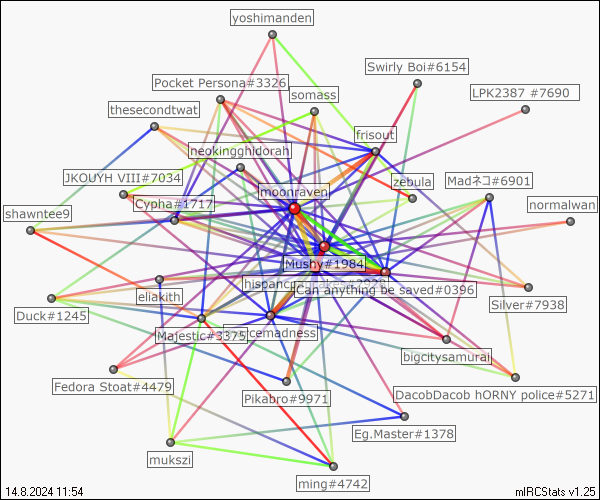 yoshimanden
Swirly Boi#6154
Pocket Persona#3326
LPK2387 #7690
somass
thesecondtwat
frisout
neokingghidorah
JKOUYH VIII#7034
zebula
Madネコ#6901
moonraven
Cypha#1717
normalwan
shawntee9
Mushy#1984
hispancupcakes#
Can anything be saved#0396
eliakith
Silver#7938
Duck#1245
Majestic#3375
icemadness
bigcitysamurai
Fedora Stoat#4479
DacobDacob hORNY police#5271
Pikabro#9971
Eg.Master#1378
mukszi
ming#4742
14.8.2024 11:54
mIRCStats v1.25